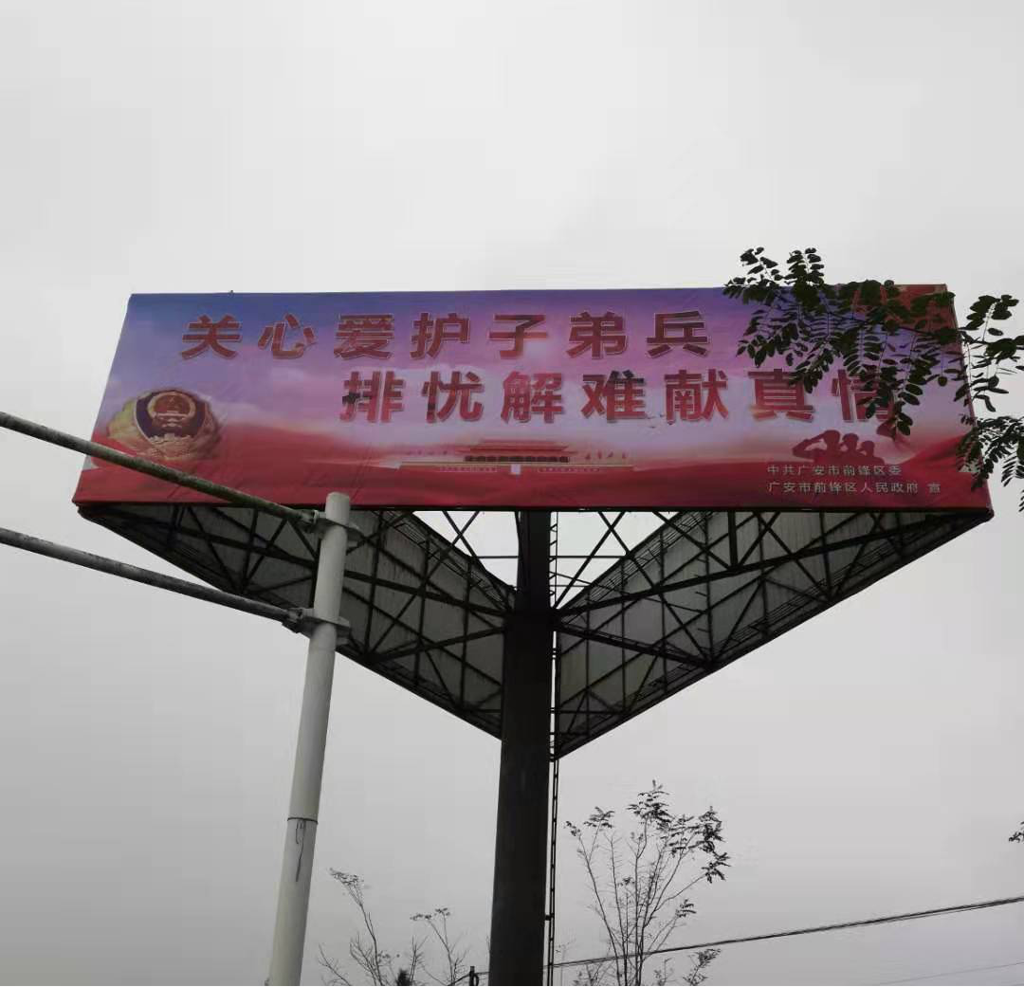 关心爱护子弟兵
排忧解难献真情
中共广安市前锋区委
广安市前锋区人民政府 宣